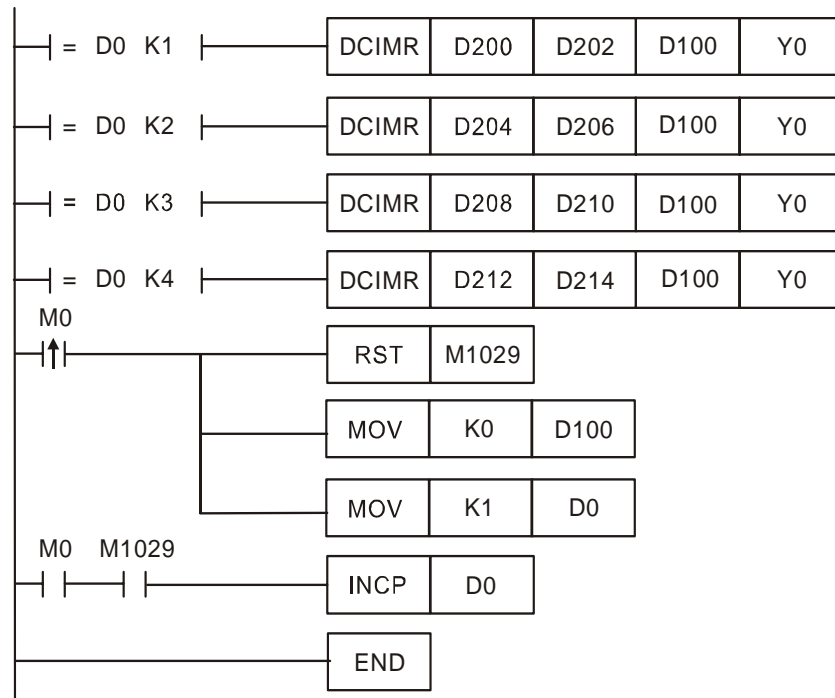 = D0 K1 DCIMR D200 D202 D100 Y0
= D0 K2 DCIMR D204 D206 D100 Y0
= D0 K3 DCIMR D208 D210 D100 Y0
= D0 K4 DCIMR D212 D214 D100 Y0
M0
RST M1029
MOV K0 D100
MOV K1 D0
M0 M1029
INCP D0
END